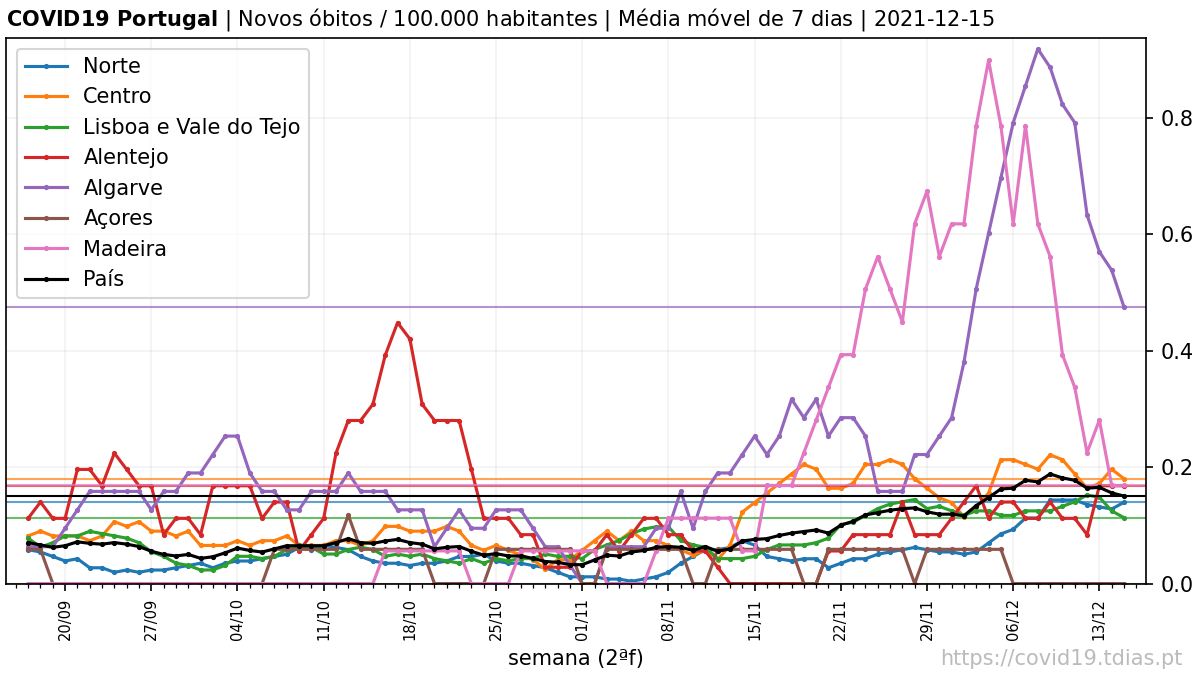 COVID19 Portugal | Novos óbitos / 100.000 habitantes | Média móvel de 7 dias | 2021-12-15
Norte
Centro
Lisboa e Vale do Tejo
Alentejo
Algarve
Açores
Madeira
País
0.8
0.6
0.4
0.2
0.0
20/09
27/09
04/10
11/10
18/10
25/10
01/11
08/11
15/11
22/11
29/11
06/12
13/12
semana (2ªf)
https://covid19.tdias.pt